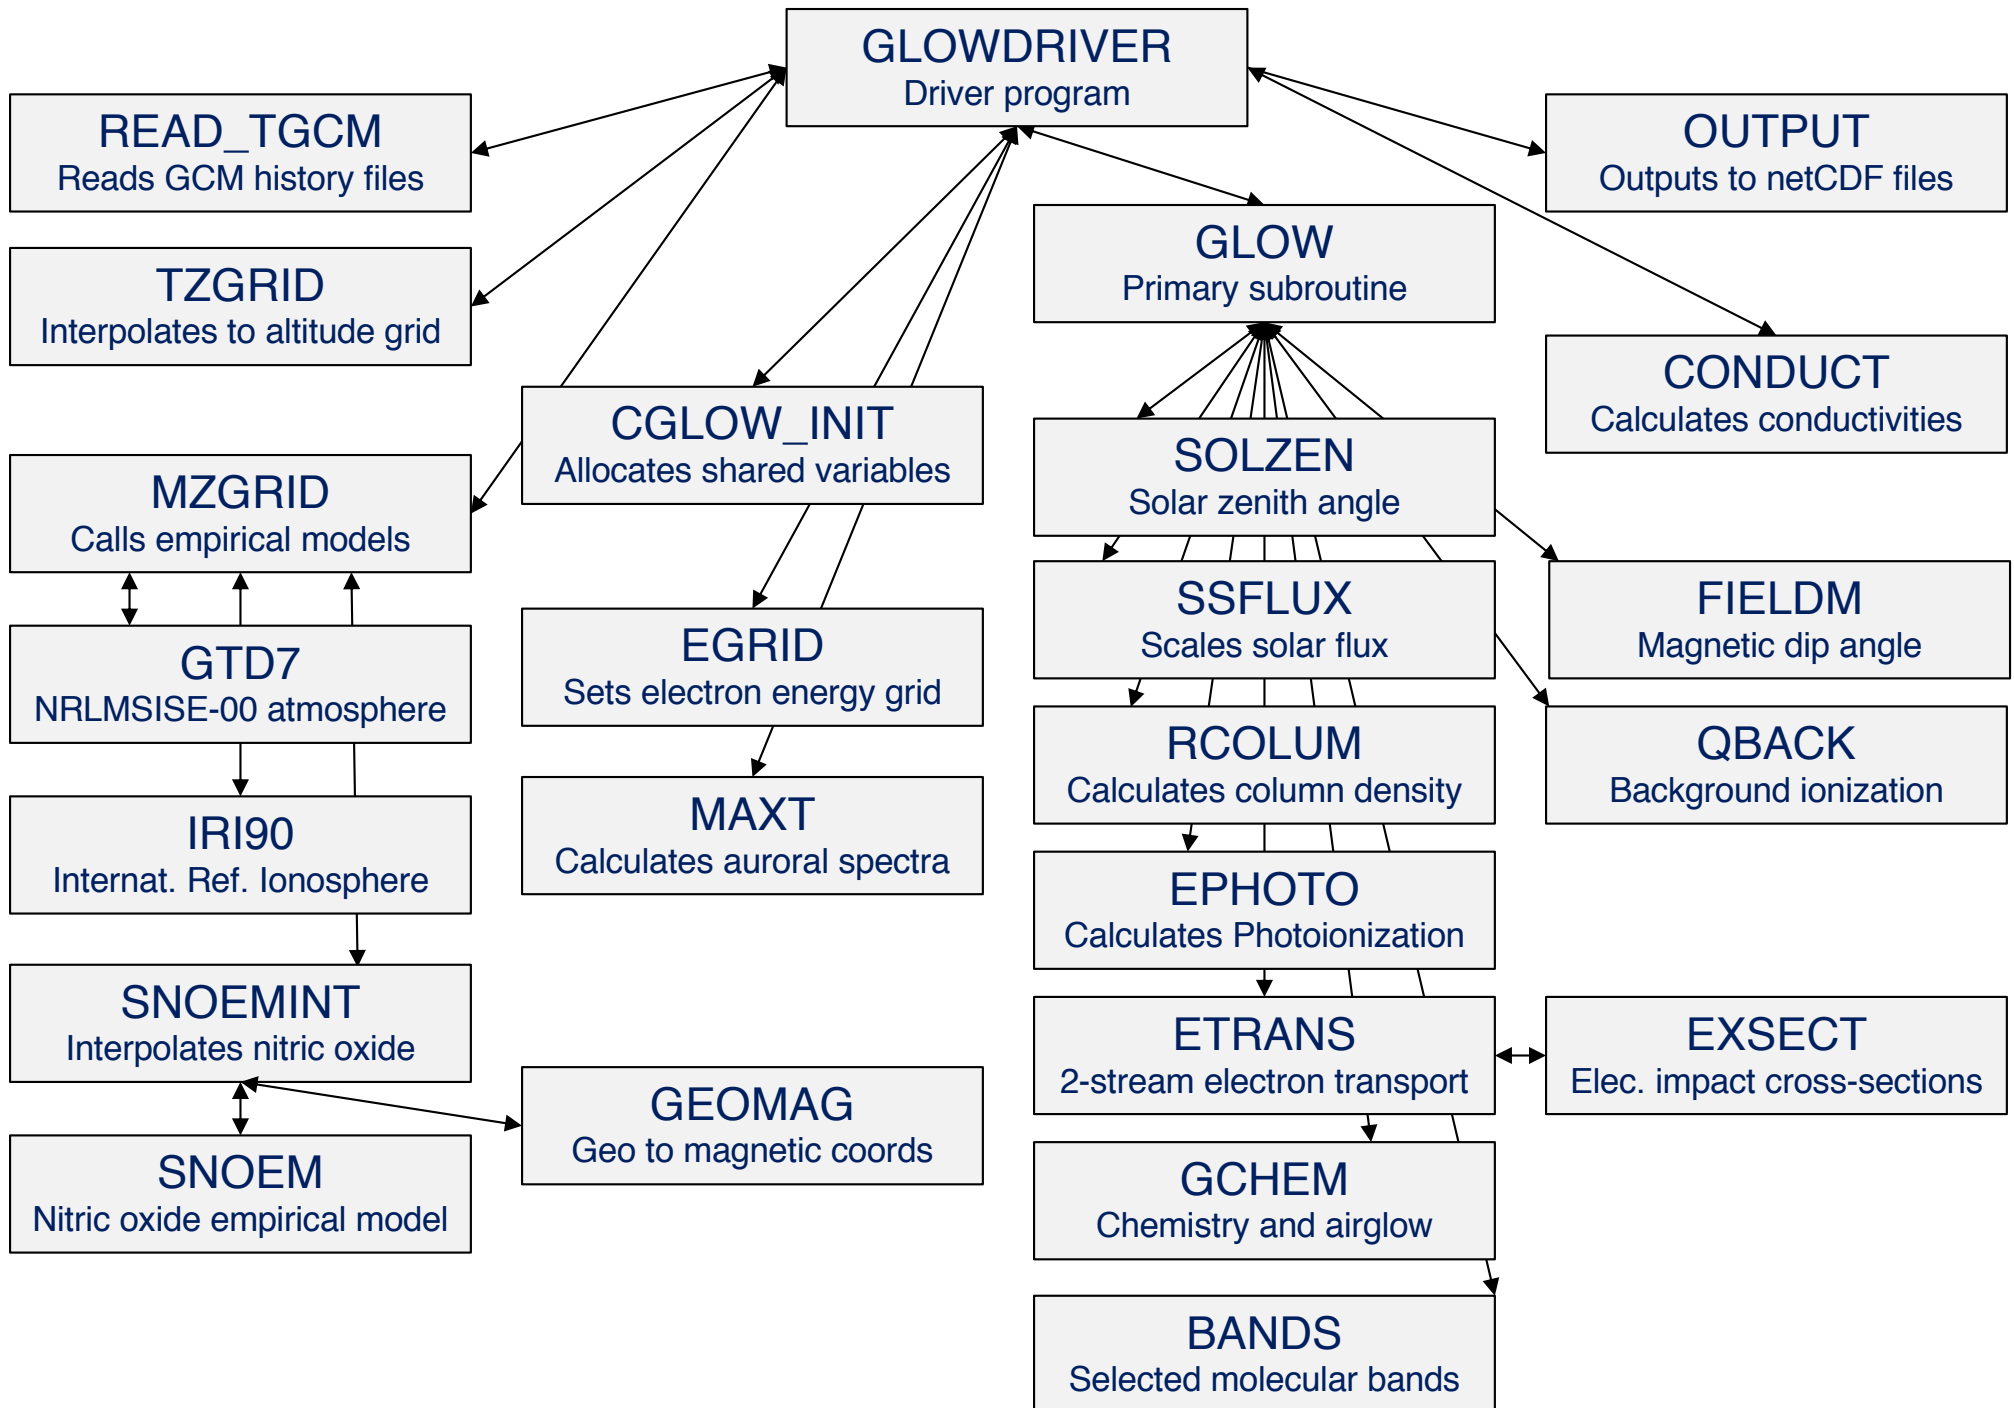 GLOWDRIVER
Driver program
READ_TGCM
Reads GCM history files
OUTPUT
Outputs to netCDF files
GLOW
Primary subroutine
TZGRID
Interpolates to altitude grid
CONDUCT
Calculates conductivities
CGLOW_INIT
Allocates shared variables
SOLZEN
Solar zenith angle
MZGRID
Calls empirical models
SSFLUX
Scales solar flux
FIELDM
Magnetic dip angle
EGRID
Sets electron energy grid
GTD7
NRLMSISE-00 atmosphere
RCOLUM
Calculates column density
QBACK
Background ionization
MAXT
Calculates auroral spectra
IRI90
Internat. Ref. Ionosphere
EPHOTO
Calculates Photoionization
SNOEMINT
Interpolates nitric oxide
ETRANS
2-stream electron transport
EXSECT
Elec. impact cross-sections
GEOMAG
Geo to magnetic coords
SNOEM
Nitric oxide empirical model
GCHEM
Chemistry and airglow
BANDS
Selected molecular bands